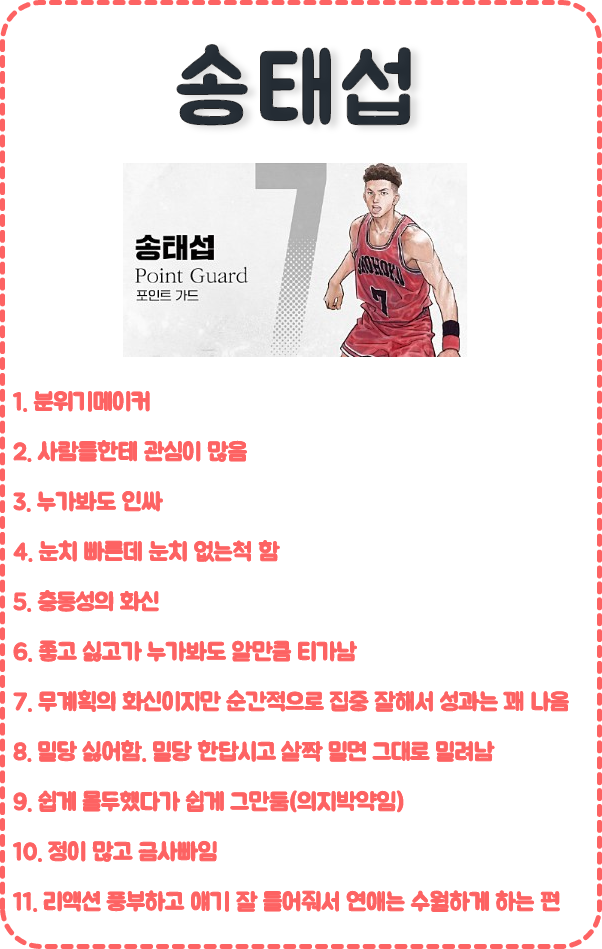 송태섭
7
송태섭
Point Guard
포인트 가드
SHOHOKU
7
1. 분위기메이커
2. 사람들한테 관심이 많음
3. 누가봐도 인싸
4. 눈치 빠른데 눈치 없는척 함
5. 충동성의 화신
6. 좋고 싫고가 누가봐도 알만큼 티가남
7. 무계획의 화신이지만 순간적으로 집중 잘해서 성과는 꽤 나옴
8. 밀당 싫어함. 밀당 한답시고 살짝 밀면 그대로 밀려남
9. 쉽게 몰두했다가 쉽게 그만둠(의지박약임)
10. 정이 많고 금사빠임
11. 리액션 풍부하고 얘기 잘 들어줘서 연애는 수월하게 하는 편